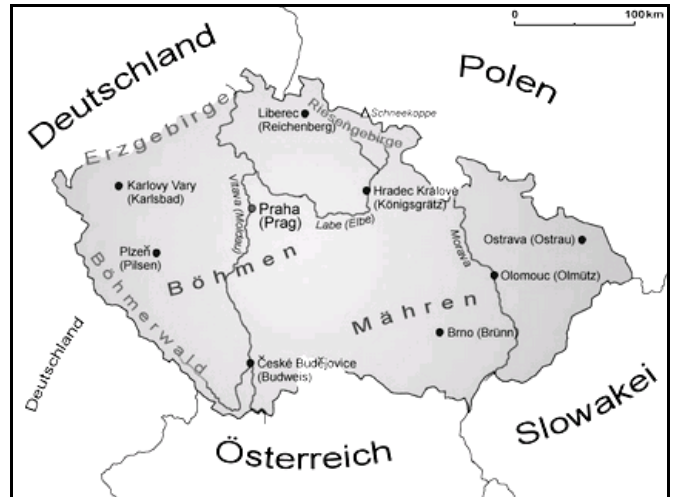 0 100km
Deutschland
Polen
Erzgebirge
Liberec
(Reichenberg)
Riesengebirge
Schneekoppe
Karlovy Vary
(Karlsbad)
Vltava (Moldau)
Praha
(Prag)
Hradec Králové
(Königsgrätz)
Labe (Elbe)
Morava
Ostrava (Ostrau)
Plzeň
(Pilsen)
Böhmen
Olomouc (Olmütz)
Böhmerwald
Mähren
Brno (Brünn)
Deutschland
České Budějovice
(Budweis)
Slowakei
Österreich